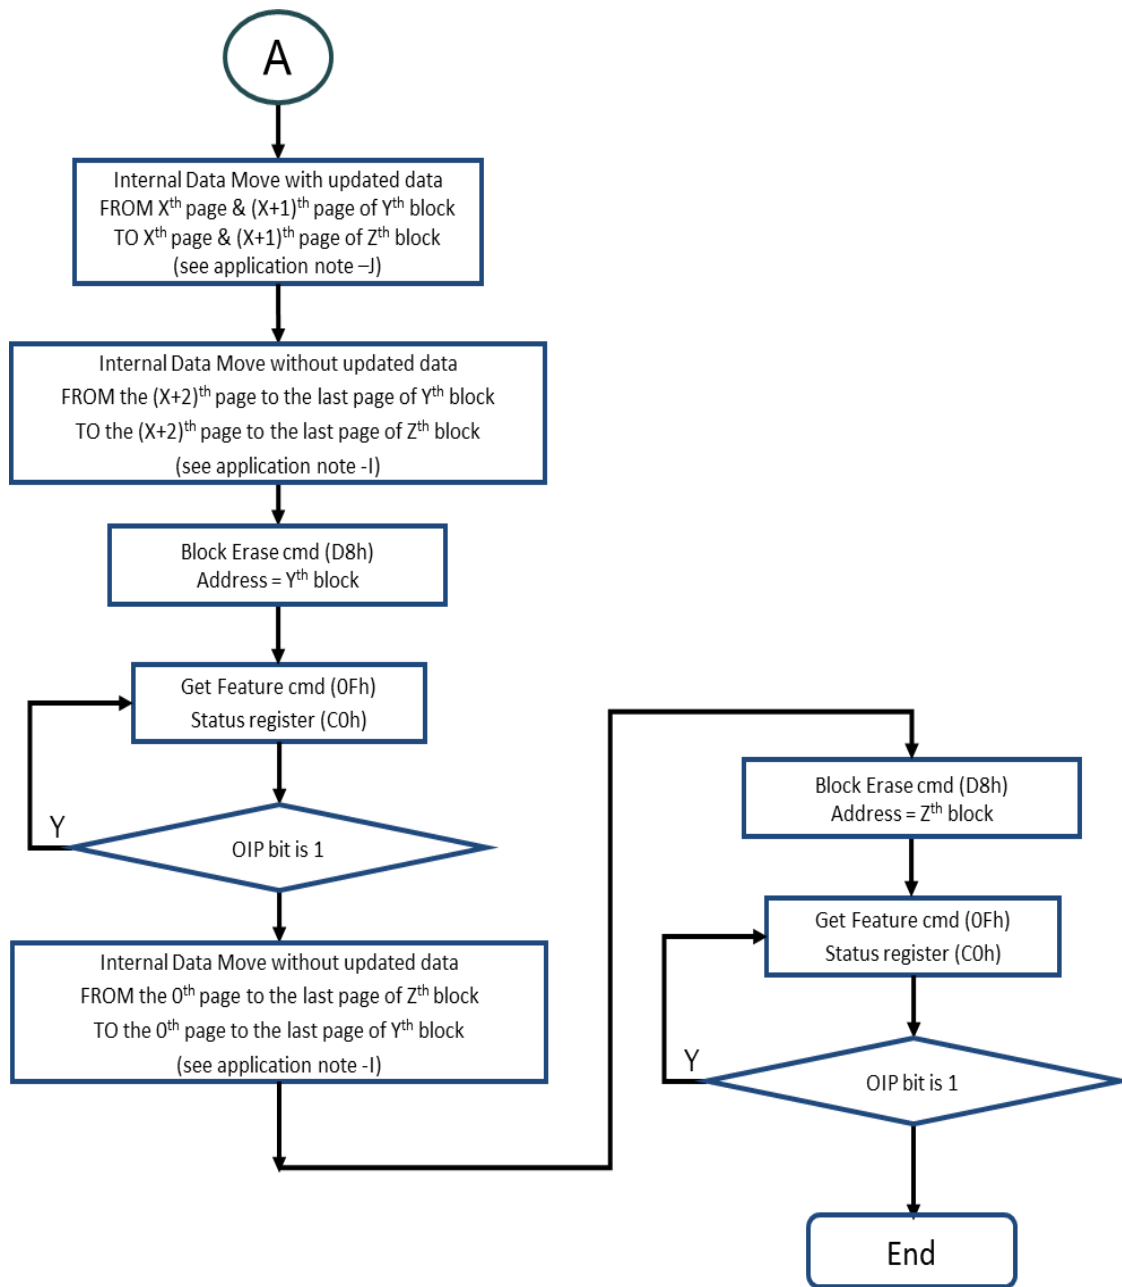 A
Internal Data Move with updated data
FROM Xth page & (X+1)th page of Yth block
TO Xth page & (X+1)th page of Zth block
(see application note –J)
Internal Data Move without updated data
FROM the (X+2)th page to the last page of Yth block
TO the (X+2)th page to the last page of Zth block
(see application note -I)
Block Erase cmd (D8h)
Address = Yth block
Get Feature cmd (0Fh)
Status register (C0h)
Y
OIP bit is 1
Internal Data Move without updated data
FROM the 0th page to the last page of Zth block
TO the 0th page to the last page of Yth block
(see application note -I)
Block Erase cmd (D8h)
Address = Zth block
Get Feature cmd (0Fh)
Status register (C0h)
Y
OIP bit is 1
End